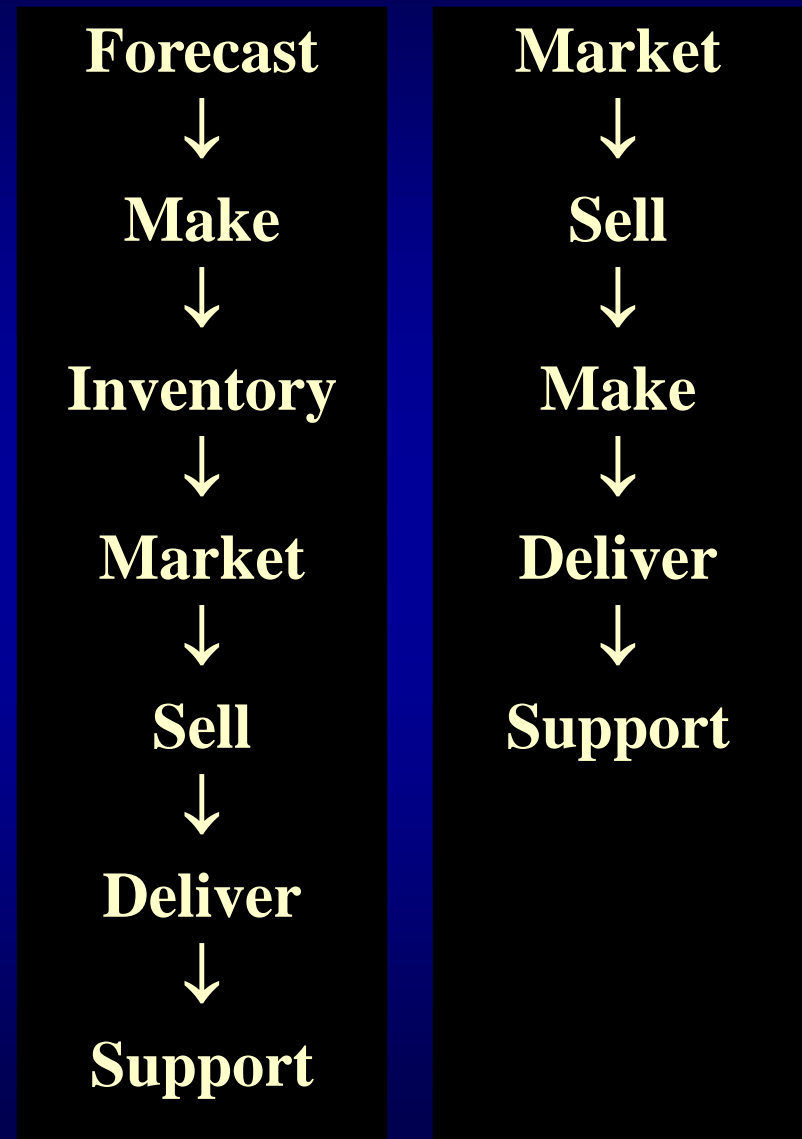 Forecast
↓
Make
↓
Inventory
↓
Market
↓
Sell
↓
Deliver
↓
Support
Market
↓
Sell
↓
Make
↓
Deliver
↓
Support